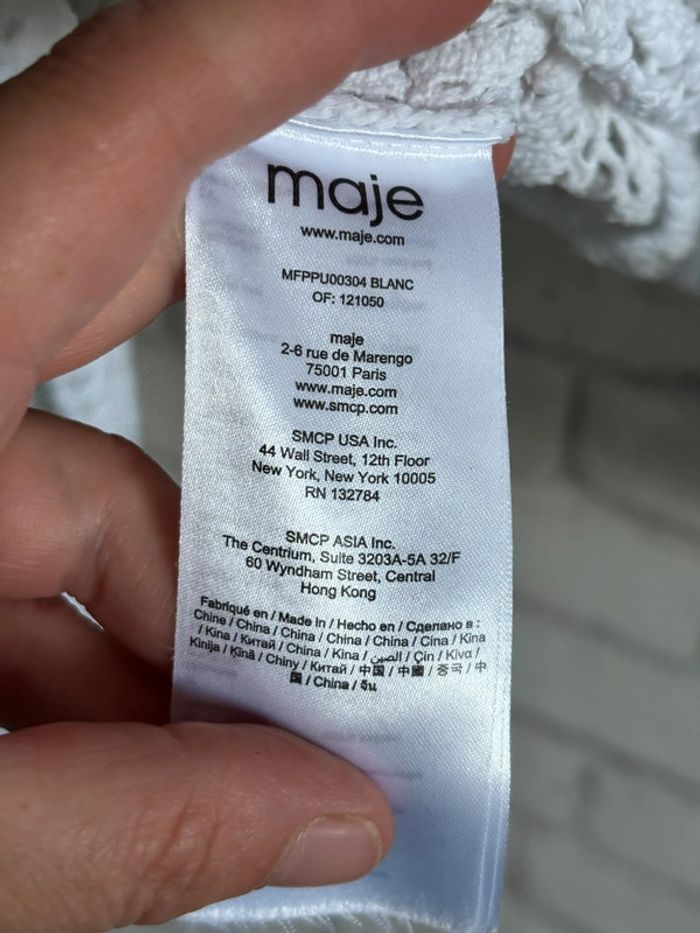 maje
www.maje.com
MFPPU00304 BLANC
OF: 121050
maje
2-6 rue de Marengo
75001 Paris
www.maje.com
www.smcp.com
SMCP USA Inc.
44 Wall Street, 12th Floor
New York, New York 10005
RN 132784
SMCP ASIA Inc.
The Centrium, Suite 3203A-5A 32/F
60 Wyndham Street, Central
Hong Kong
Fabriqué en / Made in / Hecho en / Сделано в :
Chine / China / China / China / China / Cina / Kina
/ Kina / Китай / China / Kina / الصين / Çin / Κίνα /
Kinija / Ķīnā / Chiny / Китай / 中国 / 中國 / 중국 / 中
国 / China / จีน